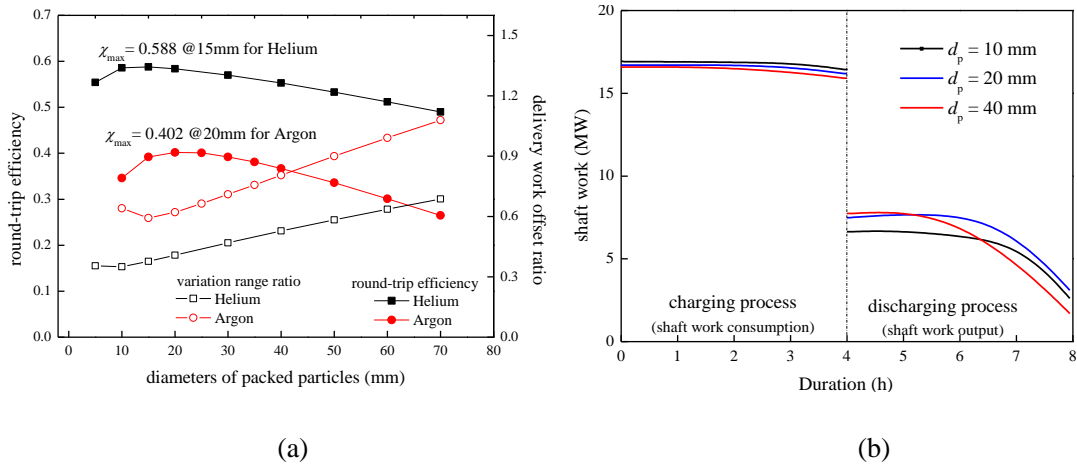 0.7
0.6
0.5
0.4
0.3
0.2
0.1
0.0
round-trip efficiency
χmax = 0.588 @15mm for Helium
χmax = 0.402 @20mm for Argon
variation range ratio
Helium
Argon
round-trip efficiency
Helium
Argon
1.5
1.2
0.9
0.6
0.3
0.0
delivery work offset ratio
0 10 20 30 40 50 60 70 80
diameters of packed particles (mm)
(a)
20
15
10
5
0
shaft work (MW)
dp = 10 mm
dp = 20 mm
dp = 40 mm
charging process
(shaft work consumption)
discharging process
(shaft work output)
0 1 2 3 4 5 6 7 8
Duration (h)
(b)